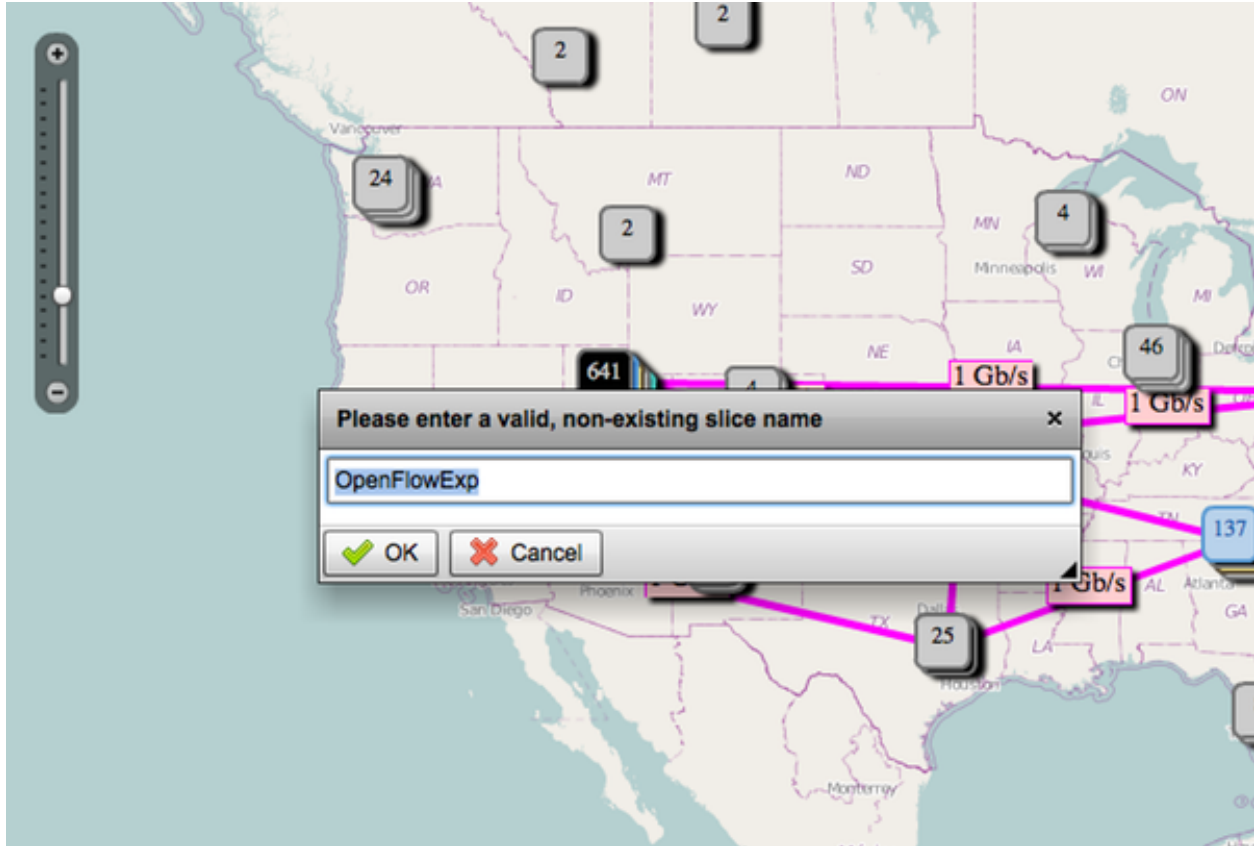 2
2
ON
Vancouver
24
MT
ND
4
MN
2
OR
ID
SD
Minneapolis
WI
WY
MI
NE
IA
46
641
1 Gb/s
4
IL
1 Gb/s
Please enter a valid, non-existing slice name
KY
OpenFlowExp
TN
137
OK
Cancel
Phoenix
1 Gb/s
AL
Atlanta
San Diego
GA
TX
25
LA
Houston
Monterrey